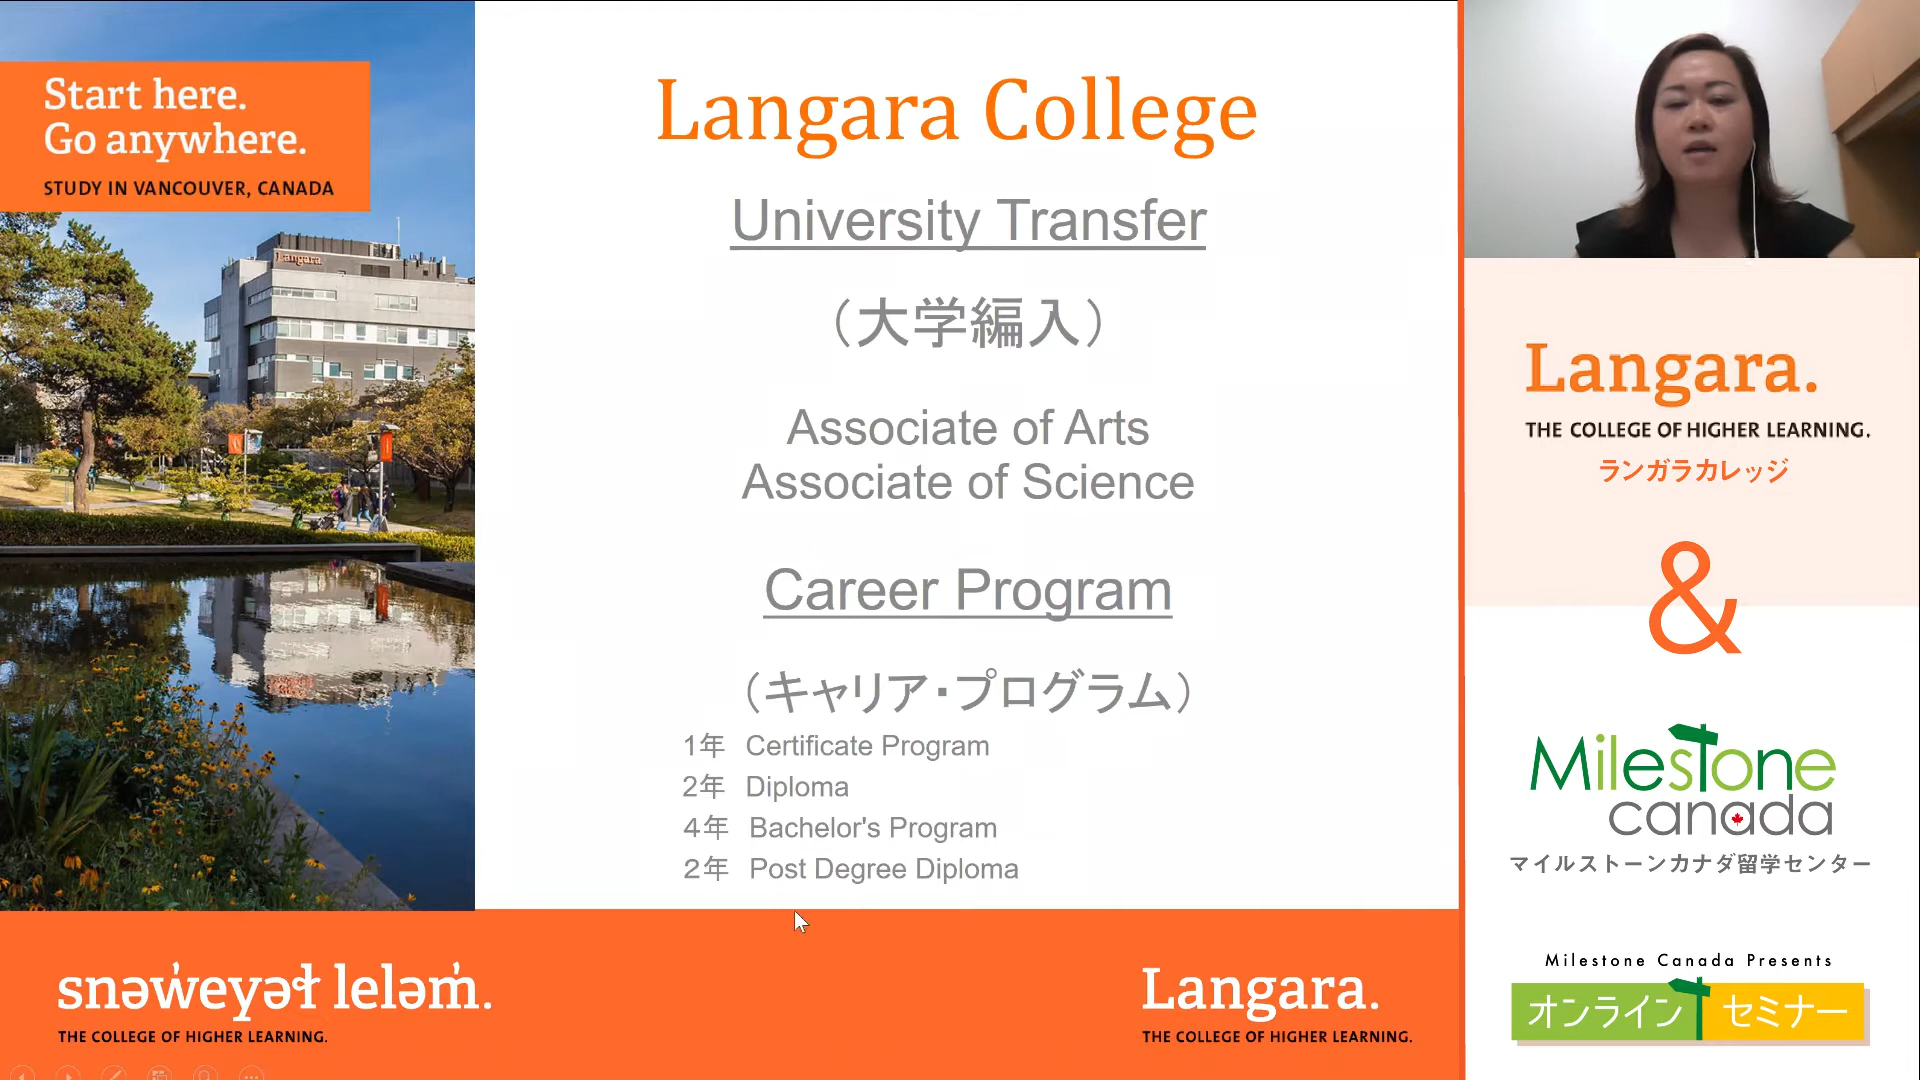 Start here.
Go anywhere.
STUDY IN VANCOUVER, CANADA
Langara.
Langara College
University Transfer
（大学編入）
Associate of Arts
Associate of Science
Career Program
（キャリア・プログラム）
1年 Certificate Program
2年 Diploma
４年 Bachelor's Program
２年 Post Degree Diploma
snəw̓eyəɬ leləm̓.
THE COLLEGE OF HIGHER LEARNING.
Langara.
THE COLLEGE OF HIGHER LEARNING.
Langara.
THE COLLEGE OF HIGHER LEARNING.
ランガラカレッジ
&
Milestone
canada
マイルストーンカナダ留学センター
Milestone Canada Presents
オンラインセミナー